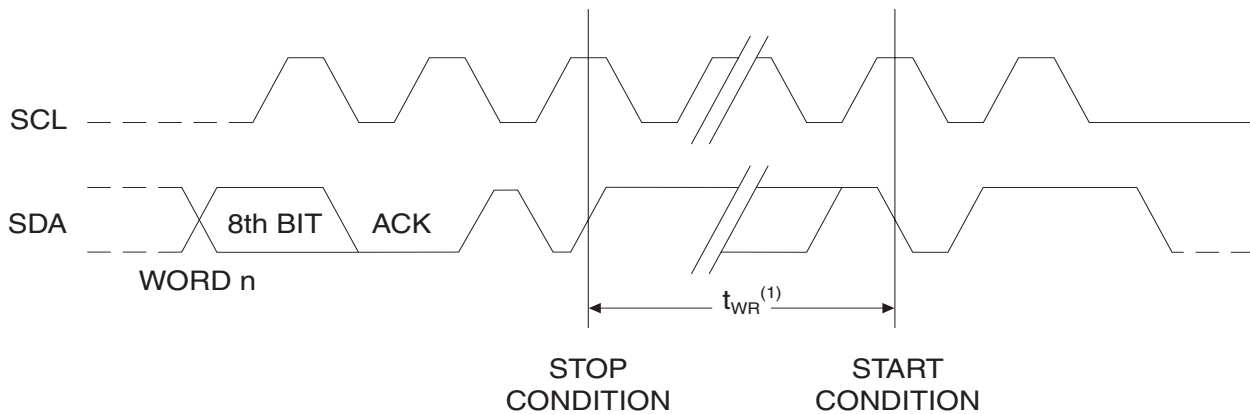 SCL
SDA
8th BIT
ACK
WORD n
tWR(1)
STOP
CONDITION
START
CONDITION